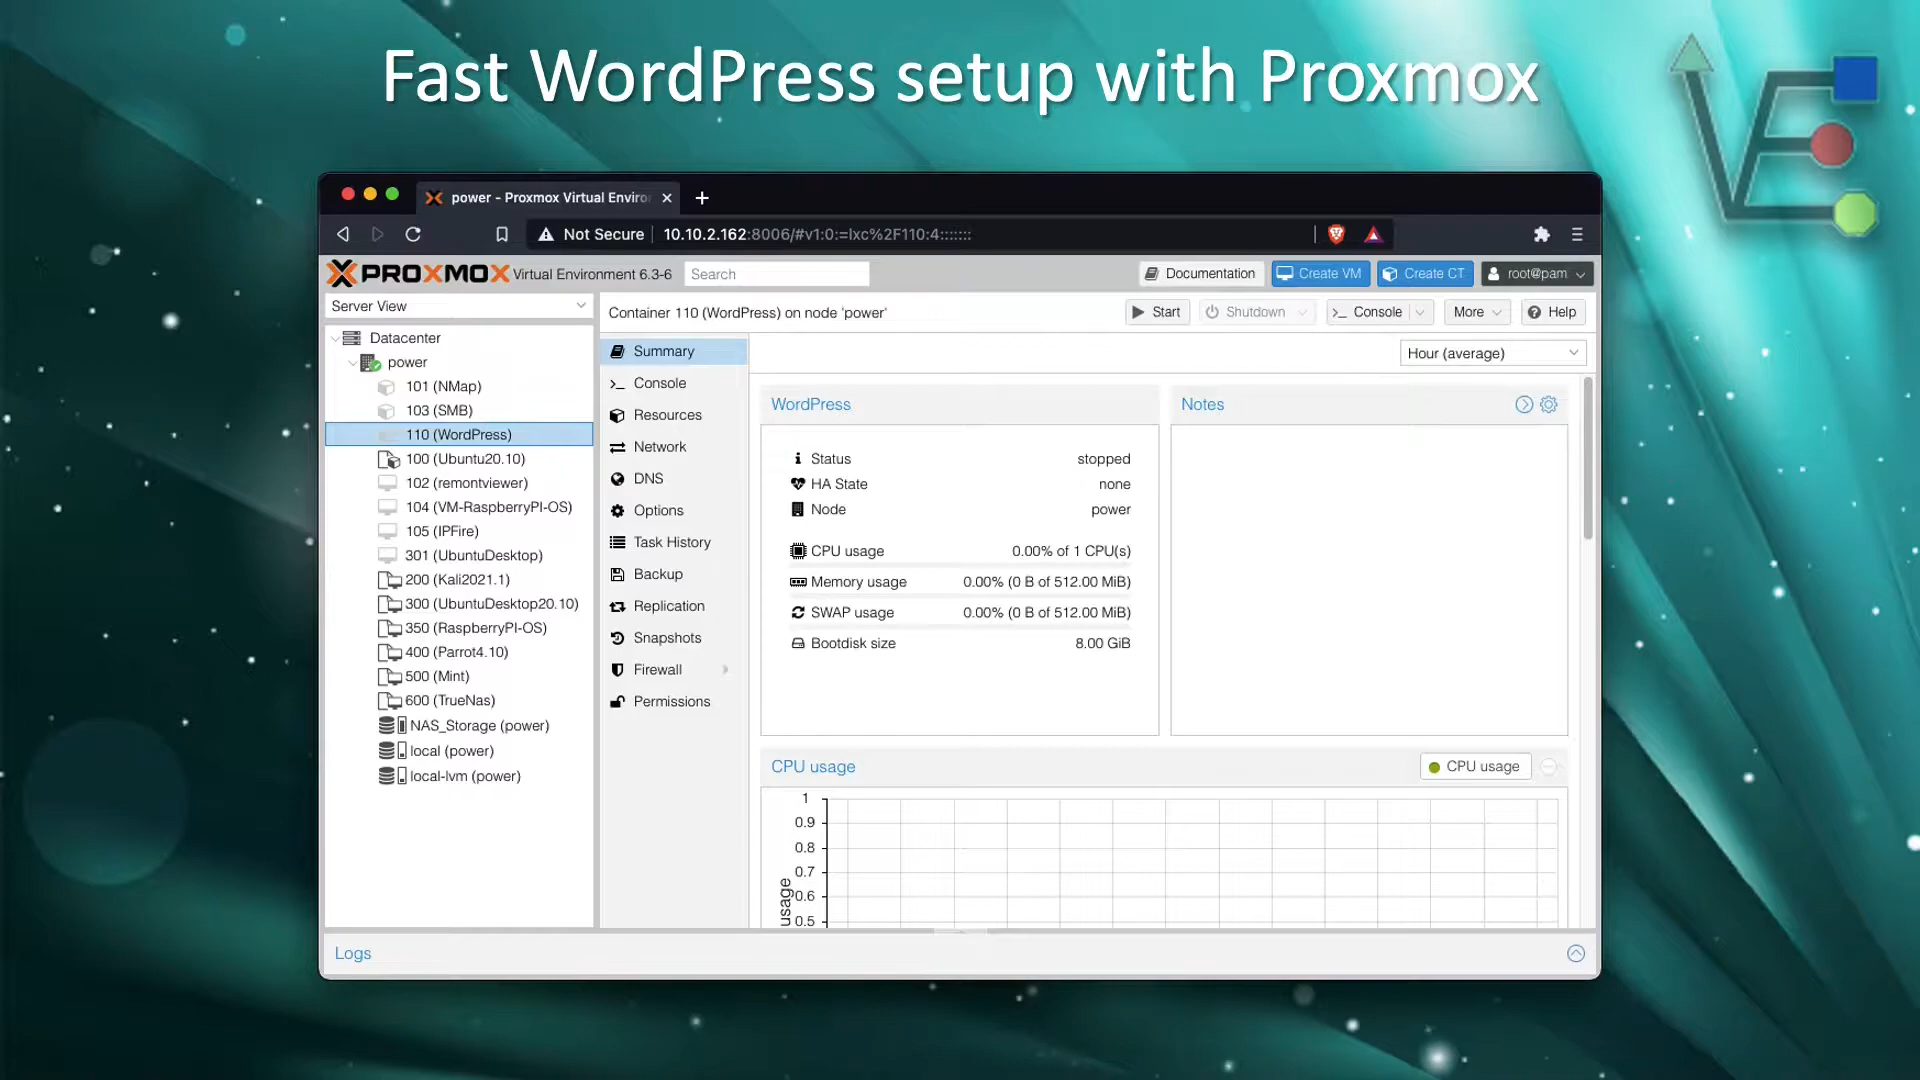 Fast WordPress setup with Proxmox
VE
power - Proxmox Virtual Enviro
Not Secure
10.10.2.162:8006/#v1:0:=lxc%2F110:4:::::::
PROXMOX Virtual Environment 6.3-6
Search
Documentation
Create VM
Create CT
root@pam
Server View
Container 110 (WordPress) on node 'power'
Start
Shutdown
Console
More
Help
Datacenter
power
101 (NMap)
103 (SMB)
110 (WordPress)
100 (Ubuntu20.10)
102 (remontviewer)
104 (VM-RaspberryPI-OS)
105 (IPFire)
301 (UbuntuDesktop)
200 (Kali2021.1)
300 (UbuntuDesktop20.10)
350 (RaspberryPI-OS)
400 (Parrot4.10)
500 (Mint)
600 (TrueNas)
NAS_Storage (power)
local (power)
local-lvm (power)
Summary
Console
Resources
Network
DNS
Options
Task History
Backup
Replication
Snapshots
Firewall
Permissions
Hour (average)
WordPress
Status stopped
HA State none
Node power
CPU usage 0.00% of 1 CPU(s)
Memory usage 0.00% (0 B of 512.00 MiB)
SWAP usage 0.00% (0 B of 512.00 MiB)
Bootdisk size 8.00 GiB
Notes
CPU usage
CPU usage
1
0.9
0.8
0.7
0.6
0.5
usage
Logs